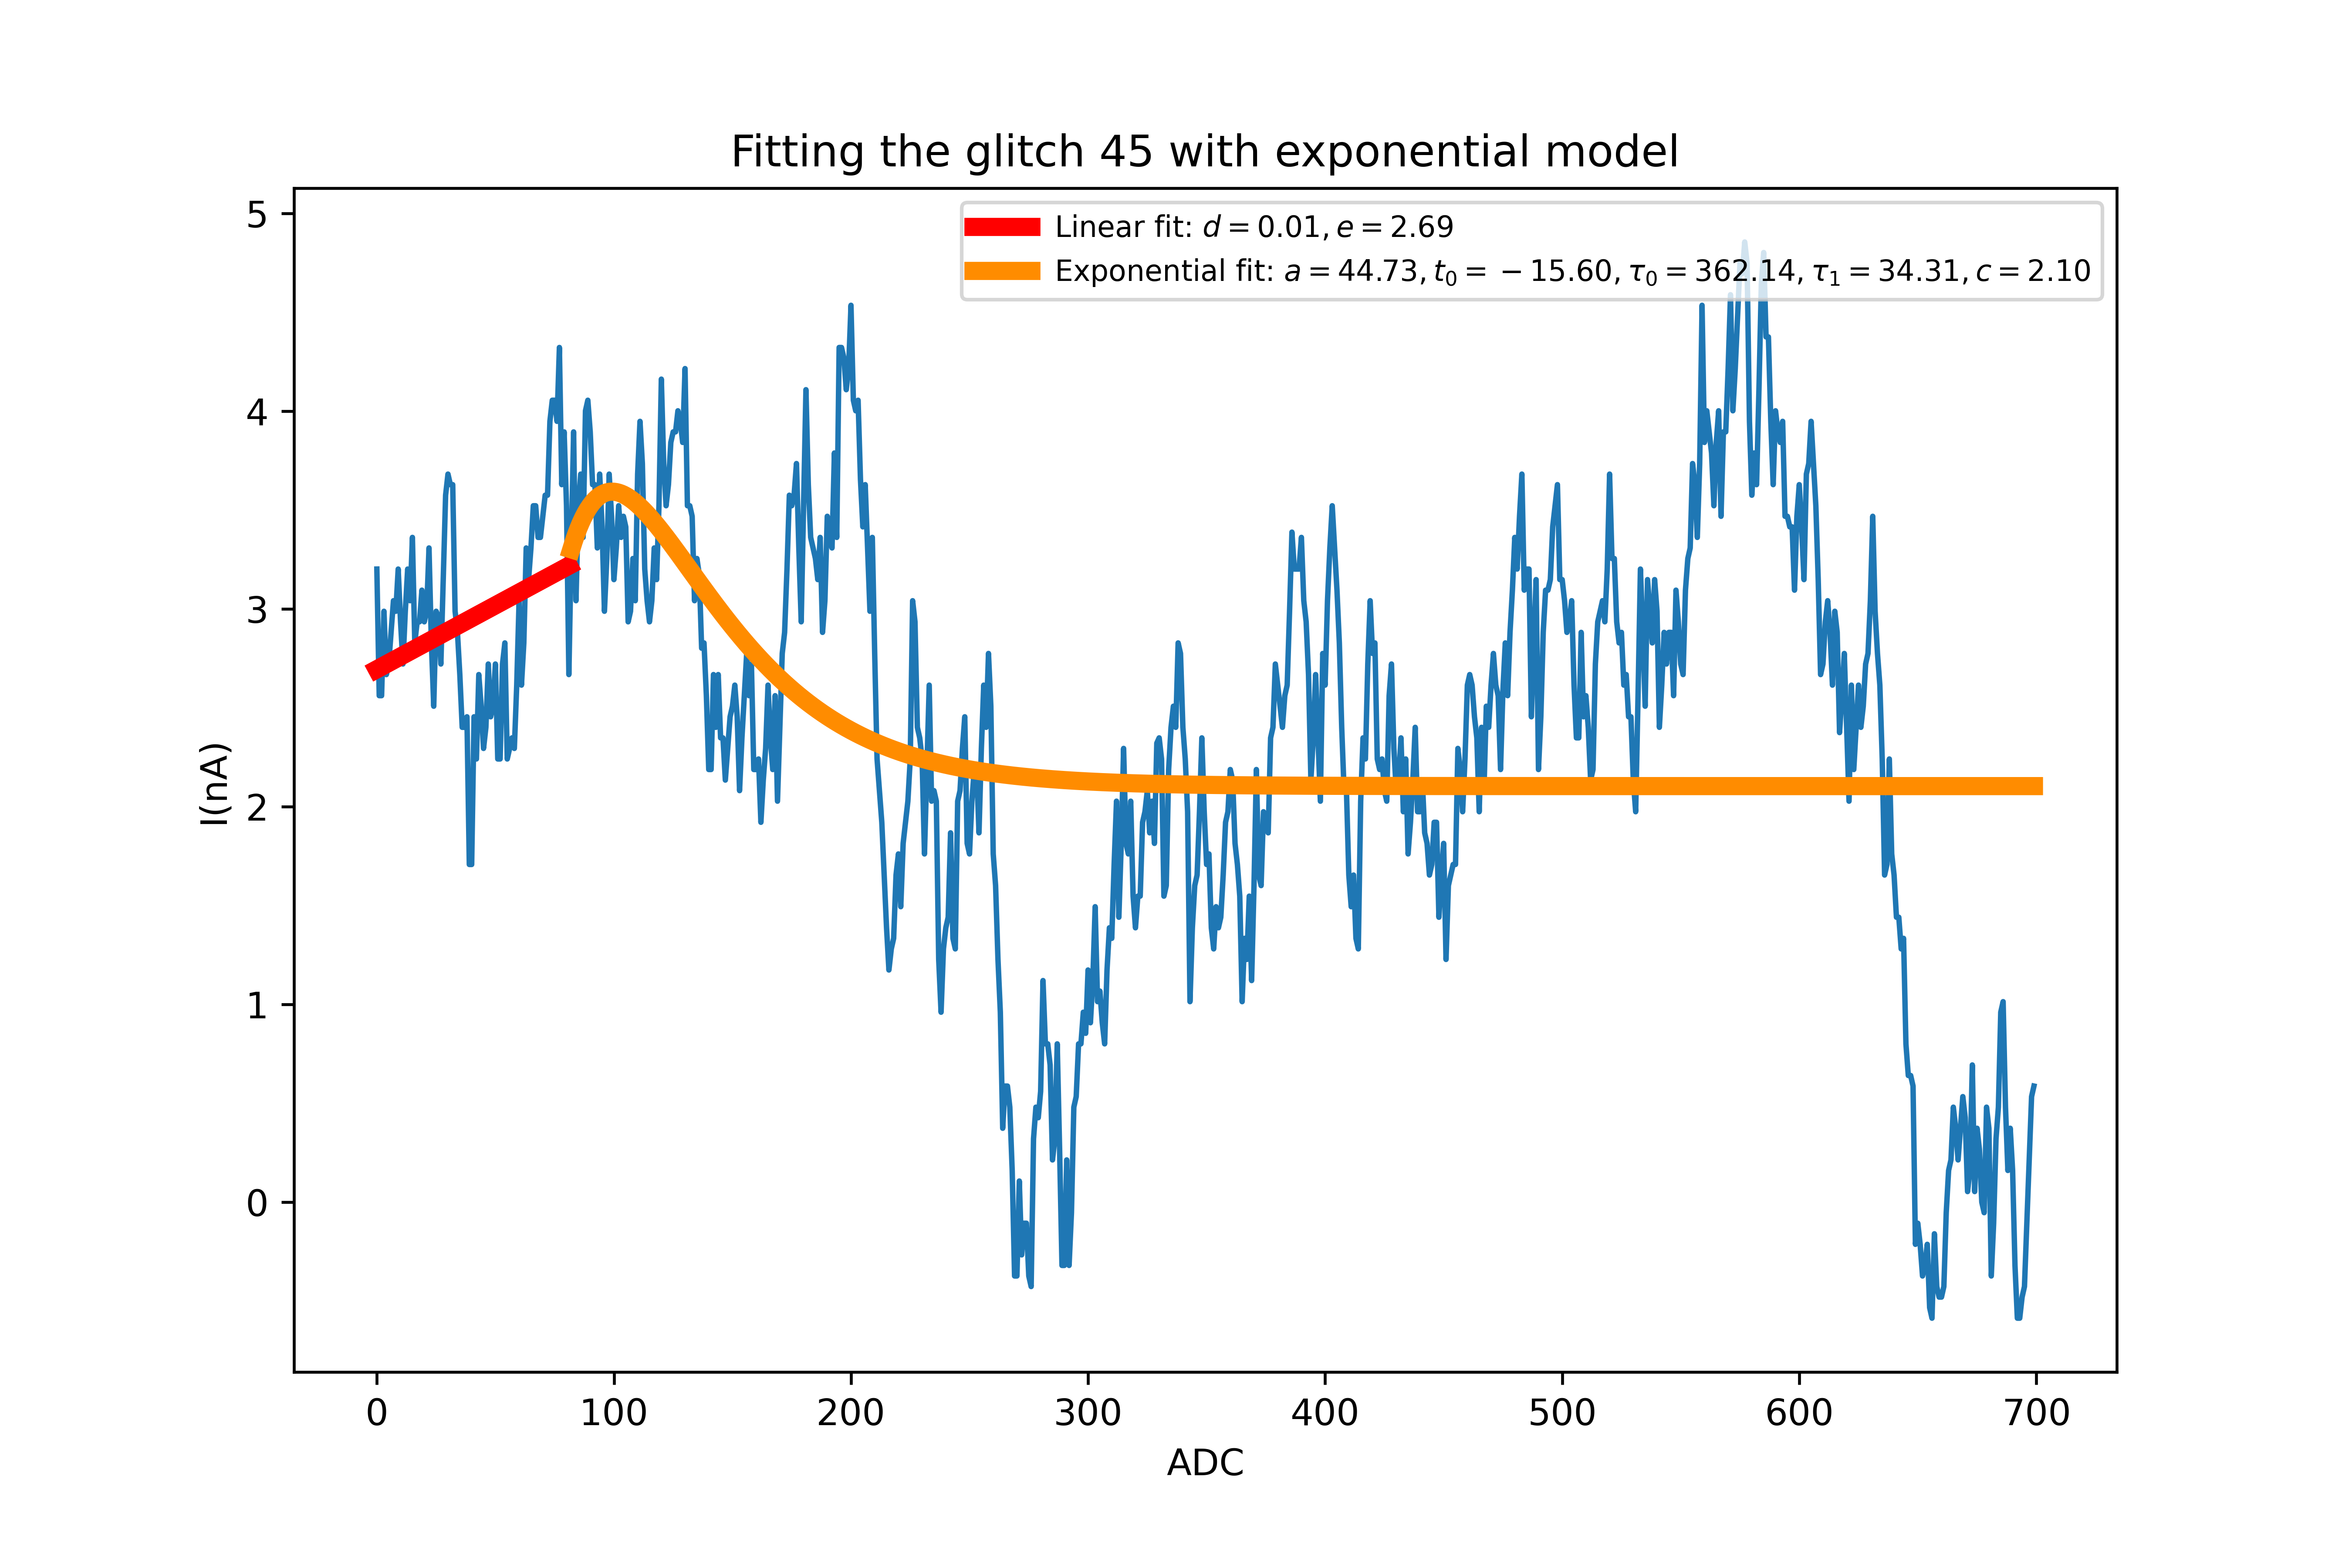 Fitting the glitch 45 with exponential model
Linear fit: d = 0.01, e = 2.69
Exponential fit: a = 44.73, t₀ = −15.60, τ₀ = 362.14, τ₁ = 34.31, c = 2.10
5
4
3
2
1
0
I(nA)
0 100 200 300 400 500 600 700
ADC